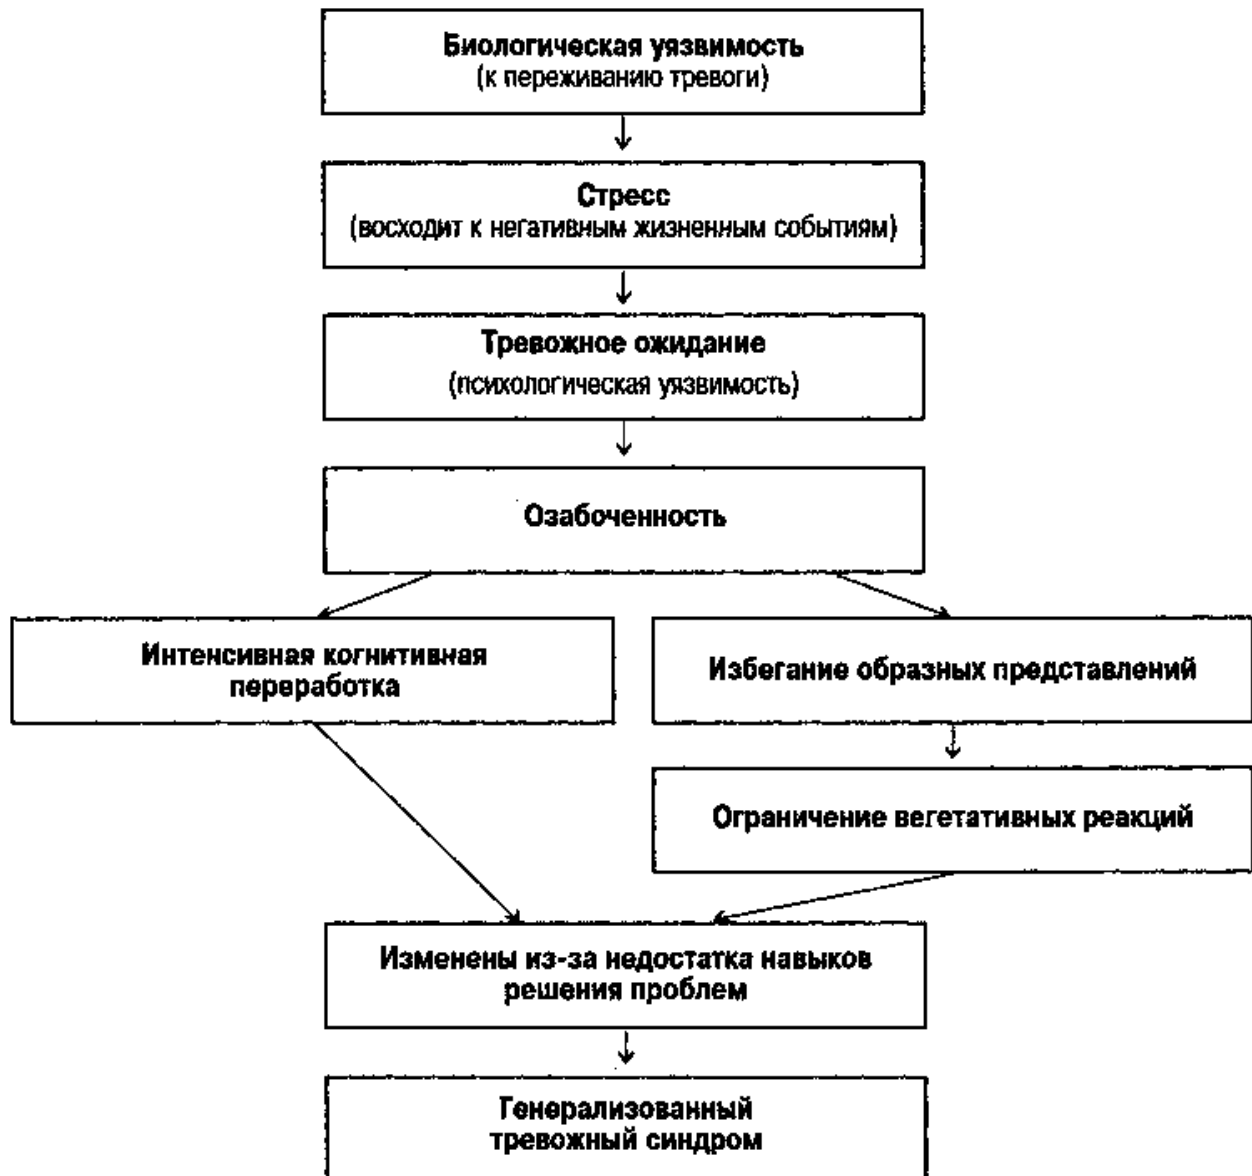 Биологическая уязвимость
(к переживанию тревоги)
Стресс
(восходит к негативным жизненным событиям)
Тревожное ожидание
(психологическая уязвимость)
Озабоченность
Интенсивная когнитивная
переработка
Избегание образных представлений
Ограничение вегетативных реакций
Изменены из-за недостатка навыков
решения проблем
Генерализованный
тревожный синдром